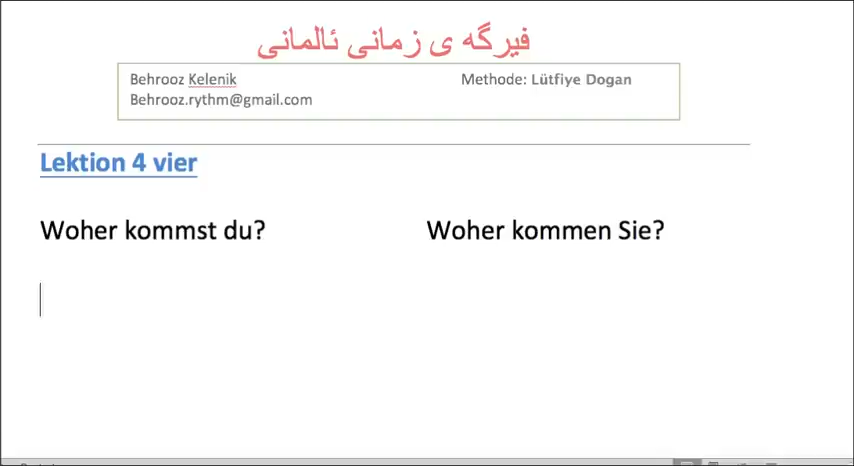 فیرگە ی زمانی ئالمانی
Behrooz Kelenik Methode: Lütfiye Dogan
Behrooz.rythm@gmail.com
Lektion 4 vier
Woher kommst du? Woher kommen Sie?